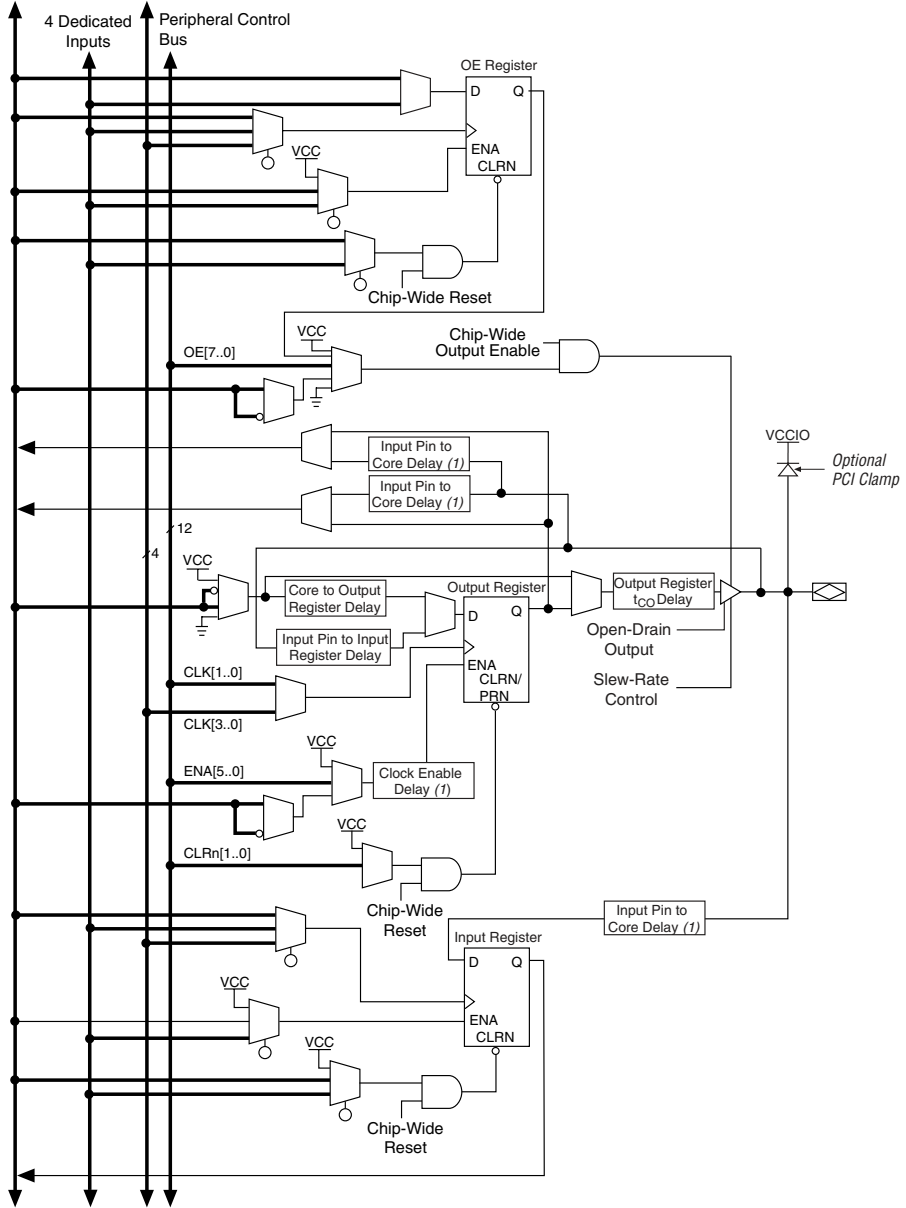 4 Dedicated
Inputs
Peripheral Control
Bus
OE Register
D Q
ENA
CLRN
VCC
Chip-Wide Reset
VCC
OE[7..0]
Chip-Wide
Output Enable
Input Pin to
Core Delay (1)
Input Pin to
Core Delay (1)
VCCIO
Optional
PCI Clamp
12
4
VCC
Core to Output
Register Delay
Input Pin to Input
Register Delay
Output Register
D Q
ENA
CLRN/
PRN
Output Register
tCO Delay
Open-Drain
Output
Slew-Rate
Control
CLK[1..0]
CLK[3..0]
VCC
ENA[5..0]
Clock Enable
Delay (1)
VCC
CLRn[1..0]
Chip-Wide
Reset
Input Pin to
Core Delay (1)
Input Register
D Q
ENA
CLRN
VCC
VCC
Chip-Wide
Reset